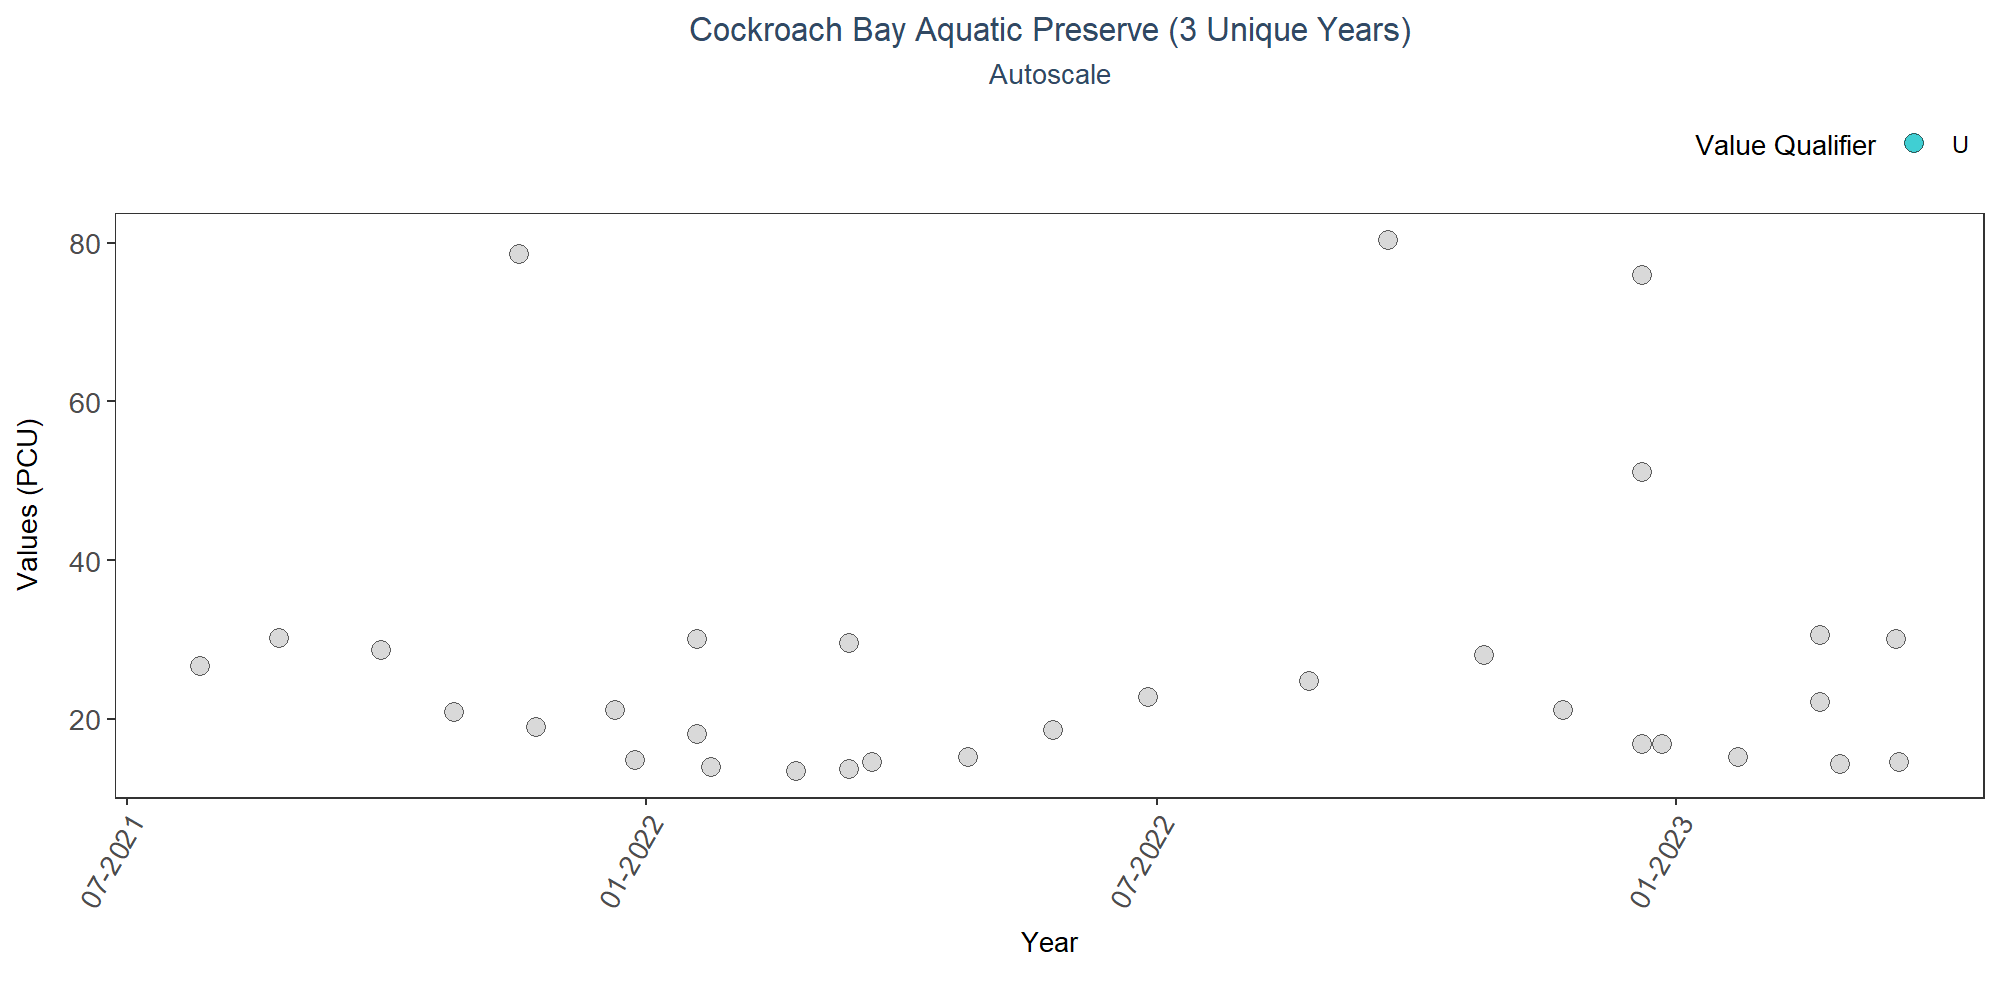 Cockroach Bay Aquatic Preserve (3 Unique Years)
Autoscale
Value Qualifier U
Values (PCU)
80
60
40
20
07-2021 01-2022 07-2022 01-2023
Year